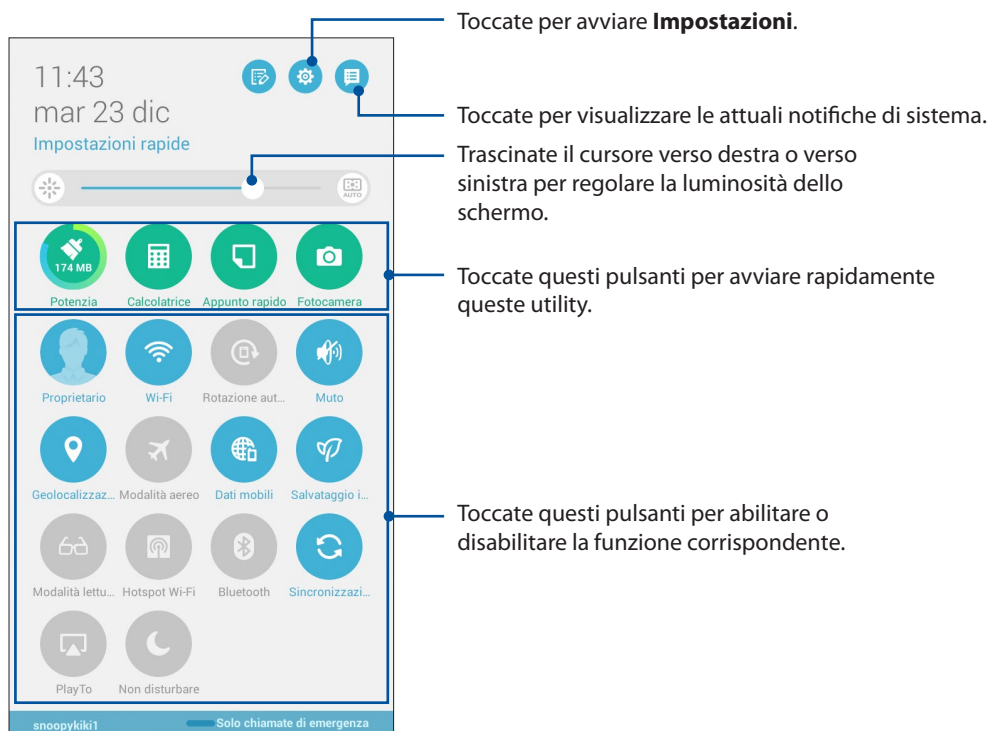 Toccate per avviare Impostazioni.
11:43
mar 23 dic
Impostazioni rapide
Toccate per visualizzare le attuali notifiche di sistema.
Trascinate il cursore verso destra o verso
sinistra per regolare la luminosità dello
schermo.
AUTO
Toccate questi pulsanti per avviare rapidamente
queste utility.
174 MB
Potenzia Calcolatrice Appunto rapido Fotocamera
Proprietario Wi-Fi Rotazione aut... Muto
Geolocalizzaz... Modalità aereo Dati mobili Salvataggio i...
Toccate questi pulsanti per abilitare o
disabilitare la funzione corrispondente.
Modalità lettu... Hotspot Wi-Fi Bluetooth Sincronizzazi...
PlayTo Non disturbare
snoopykiki1 Solo chiamate di emergenza